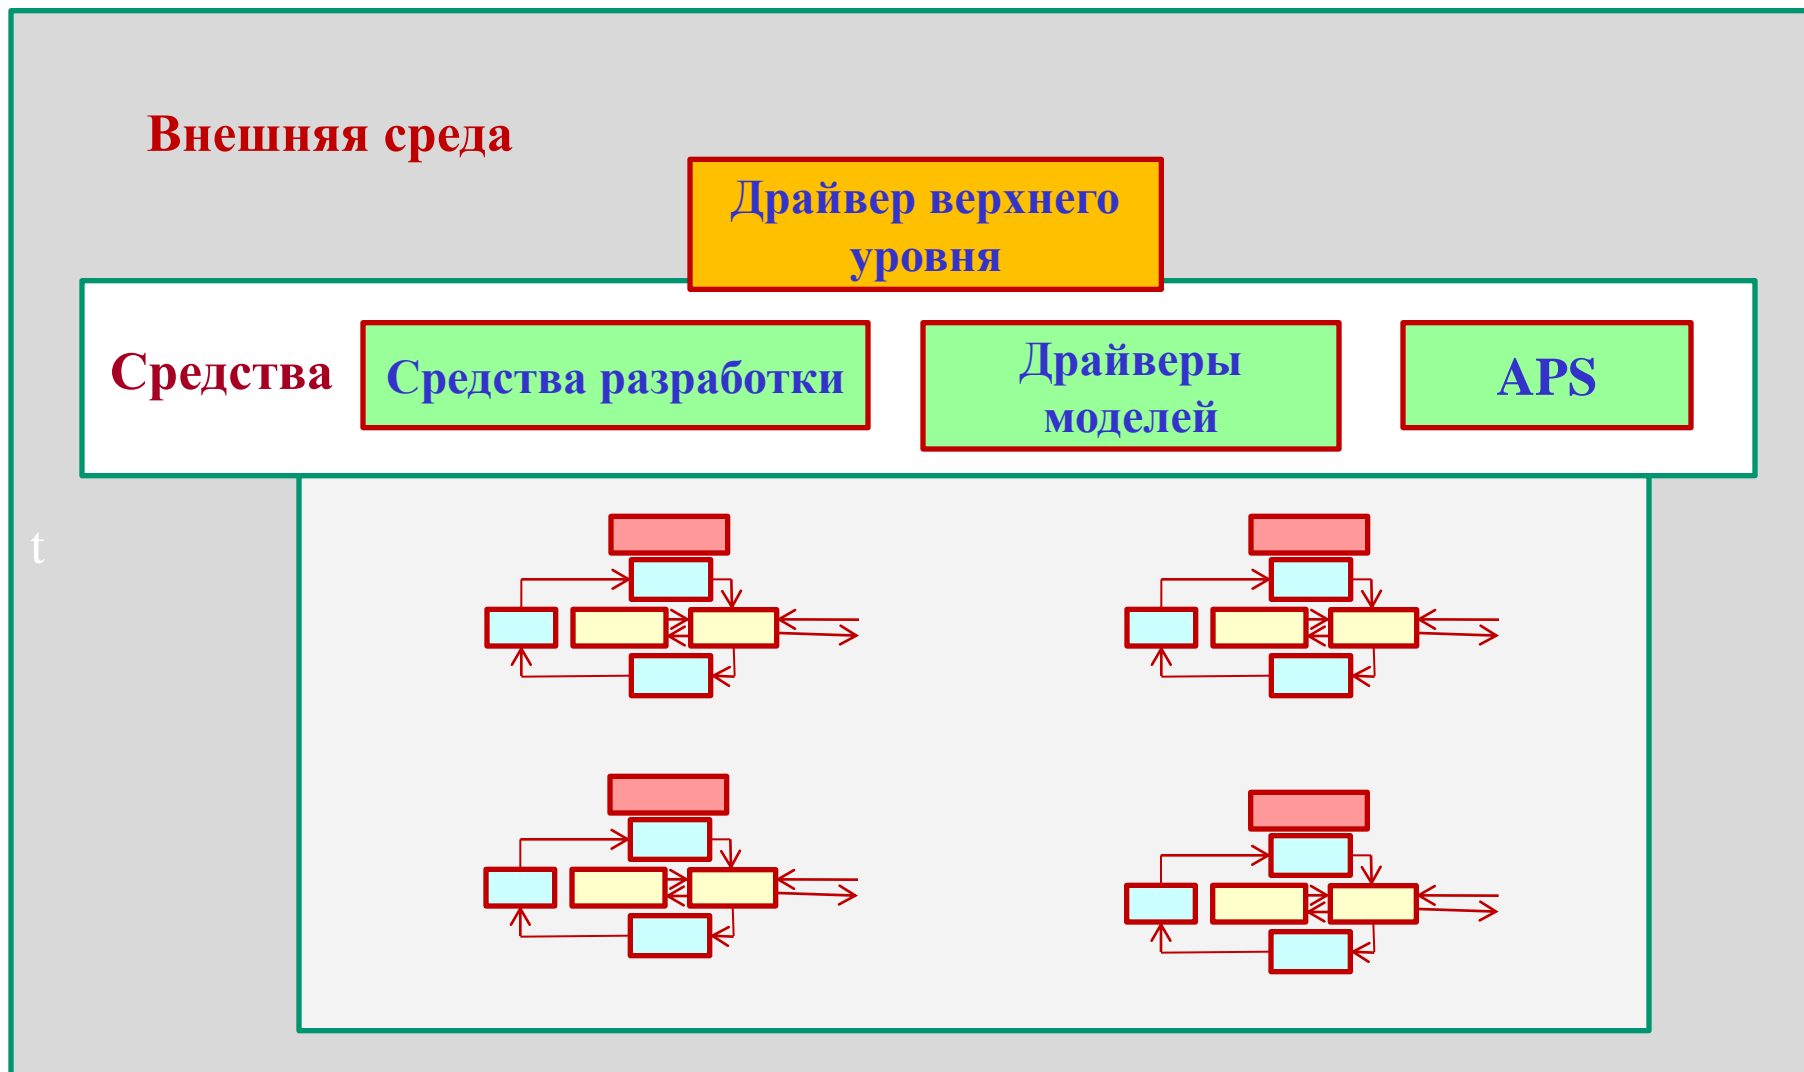 Внешняя среда
Драйвер верхнего
уровня
Средства
Средства разработки
Драйверы
моделей
APS
t